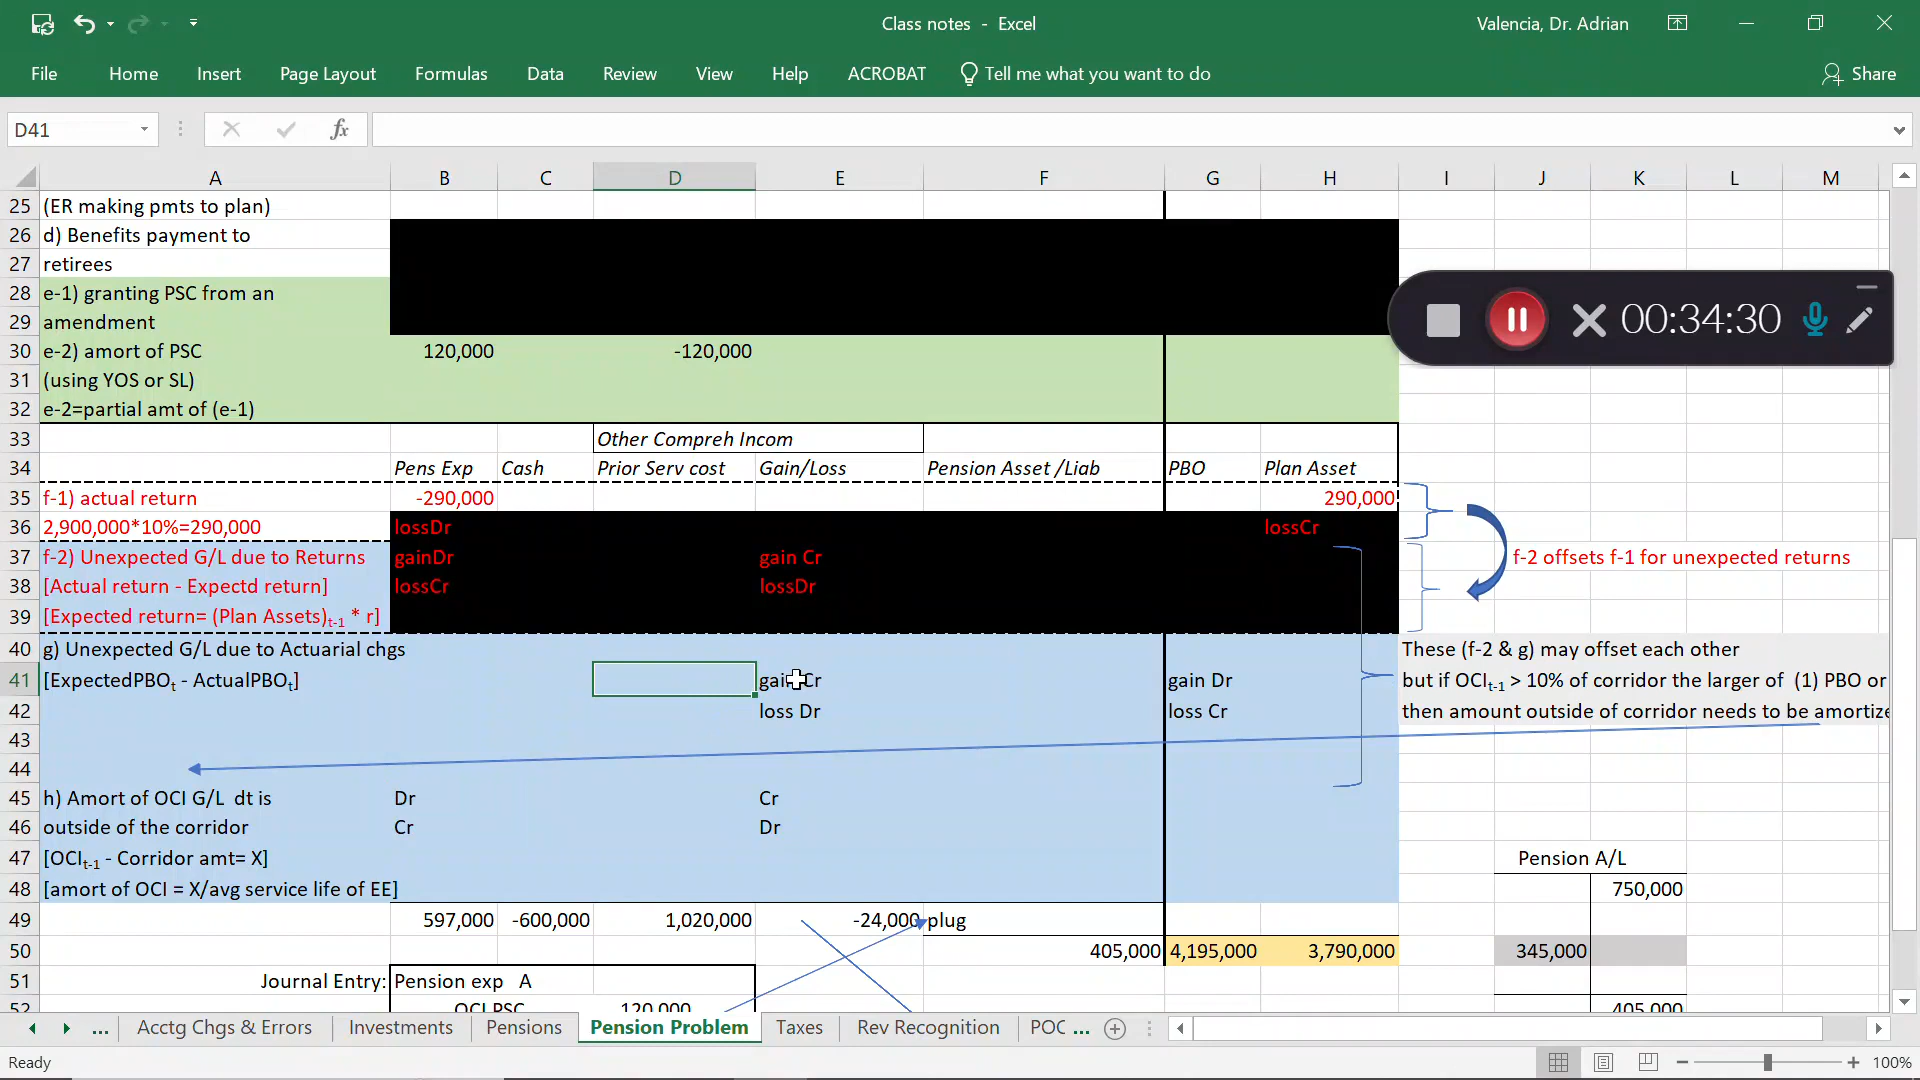 Class notes - Excel
Valencia, Dr. Adrian
File Home Insert Page Layout Formulas Data Review View Help ACROBAT Tell me what you want to do Share
D41 fx
A B C D E F G H I J K L M
25 (ER making pmts to plan)
26 d) Benefits payment to
27 retirees
28 e-1) granting PSC from an
29 amendment
00:34:30
30 e-2) amort of PSC 120,000 -120,000
31 (using YOS or SL)
32 e-2=partial amt of (e-1)
33 Other Compreh Incom
34 Pens Exp Cash Prior Serv cost Gain/Loss Pension Asset /Liab PBO Plan Asset
35 f-1) actual return -290,000 290,000
36 2,900,000*10%=290,000 lossDr lossCr
37 f-2) Unexpected G/L due to Returns gainDr gain Cr f-2 offsets f-1 for unexpected returns
38 [Actual return - Expectd return] lossCr lossDr
39 [Expected return= (Plan Assets)t-1 * r]
40 g) Unexpected G/L due to Actuarial chgs These (f-2 & g) may offset each other
41 [ExpectedPBOt - ActualPBOt] gain Cr gain Dr but if OCIt-1 > 10% of corridor the larger of (1) PBO or
42 loss Dr loss Cr then amount outside of corridor needs to be amortize
43
44
45 h) Amort of OCI G/L dt is Dr Cr
46 outside of the corridor Cr Dr
47 [OCIt-1 - Corridor amt= X] Pension A/L
48 [amort of OCI = X/avg service life of EE] 750,000
49 597,000 -600,000 1,020,000 -24,000 plug
50 405,000 4,195,000 3,790,000 345,000
51 Journal Entry: Pension exp A
52 OCI PSC 120,000 405,000
... Acctg Chgs & Errors Investments Pensions Pension Problem Taxes Rev Recognition POC ...
Ready 100%